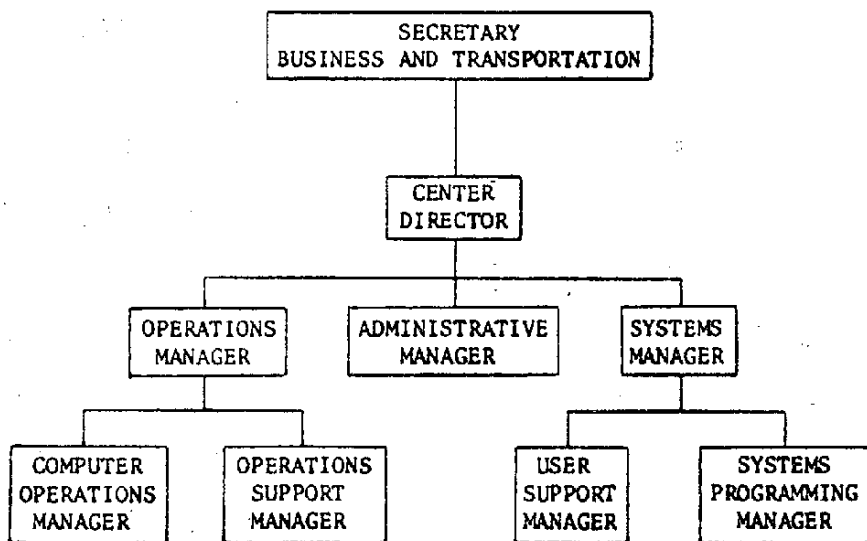 SECRETARY
BUSINESS AND TRANSPORTATION
CENTER
DIRECTOR
OPERATIONS
MANAGER
ADMINISTRATIVE
MANAGER
SYSTEMS
MANAGER
COMPUTER
OPERATIONS
MANAGER
OPERATIONS
SUPPORT
MANAGER
USER
SUPPORT
MANAGER
SYSTEMS
PROGRAMMING
MANAGER